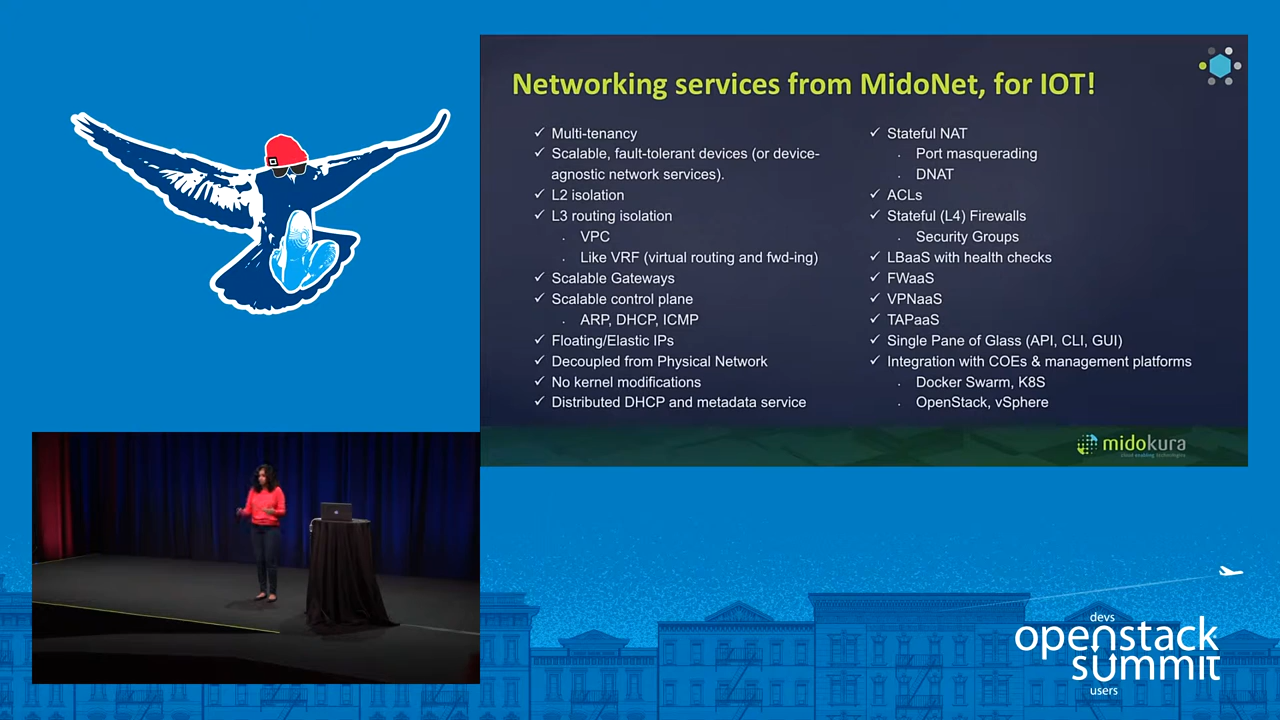 Networking services from MidoNet, for IOT!
✓ Multi-tenancy
✓ Scalable, fault-tolerant devices (or device-
agnostic network services).
✓ L2 isolation
✓ L3 routing isolation
· VPC
· Like VRF (virtual routing and fwd-ing)
✓ Scalable Gateways
✓ Scalable control plane
· ARP, DHCP, ICMP
✓ Floating/Elastic IPs
✓ Decoupled from Physical Network
✓ No kernel modifications
✓ Distributed DHCP and metadata service
✓ Stateful NAT
· Port masquerading
· DNAT
✓ ACLs
✓ Stateful (L4) Firewalls
· Security Groups
✓ LBaaS with health checks
✓ FWaaS
✓ VPNaaS
✓ TAPaaS
✓ Single Pane of Glass (API, CLI, GUI)
✓ Integration with COEs & management platforms
· Docker Swarm, K8S
· OpenStack, vSphere
midokura
cloud enabling technologies
devs
openstack
summit
users